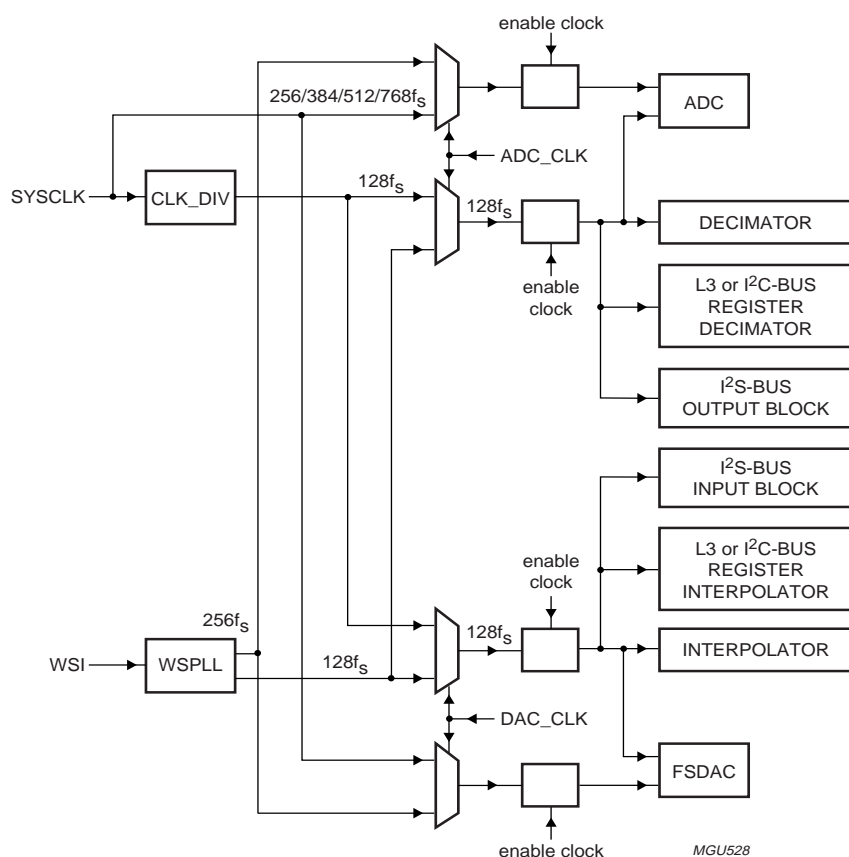 enable clock
256/384/512/768fs
ADC
ADC_CLK
SYSCLK
CLK_DIV
128fs
128fs
DECIMATOR
enable
clock
L3 or I2C-BUS
REGISTER
DECIMATOR
I2S-BUS
OUTPUT BLOCK
I2S-BUS
INPUT BLOCK
enable
clock
L3 or I2C-BUS
REGISTER
INTERPOLATOR
256fs
128fs
INTERPOLATOR
WSI
WSPLL
128fs
DAC_CLK
FSDAC
enable clock
MGU528